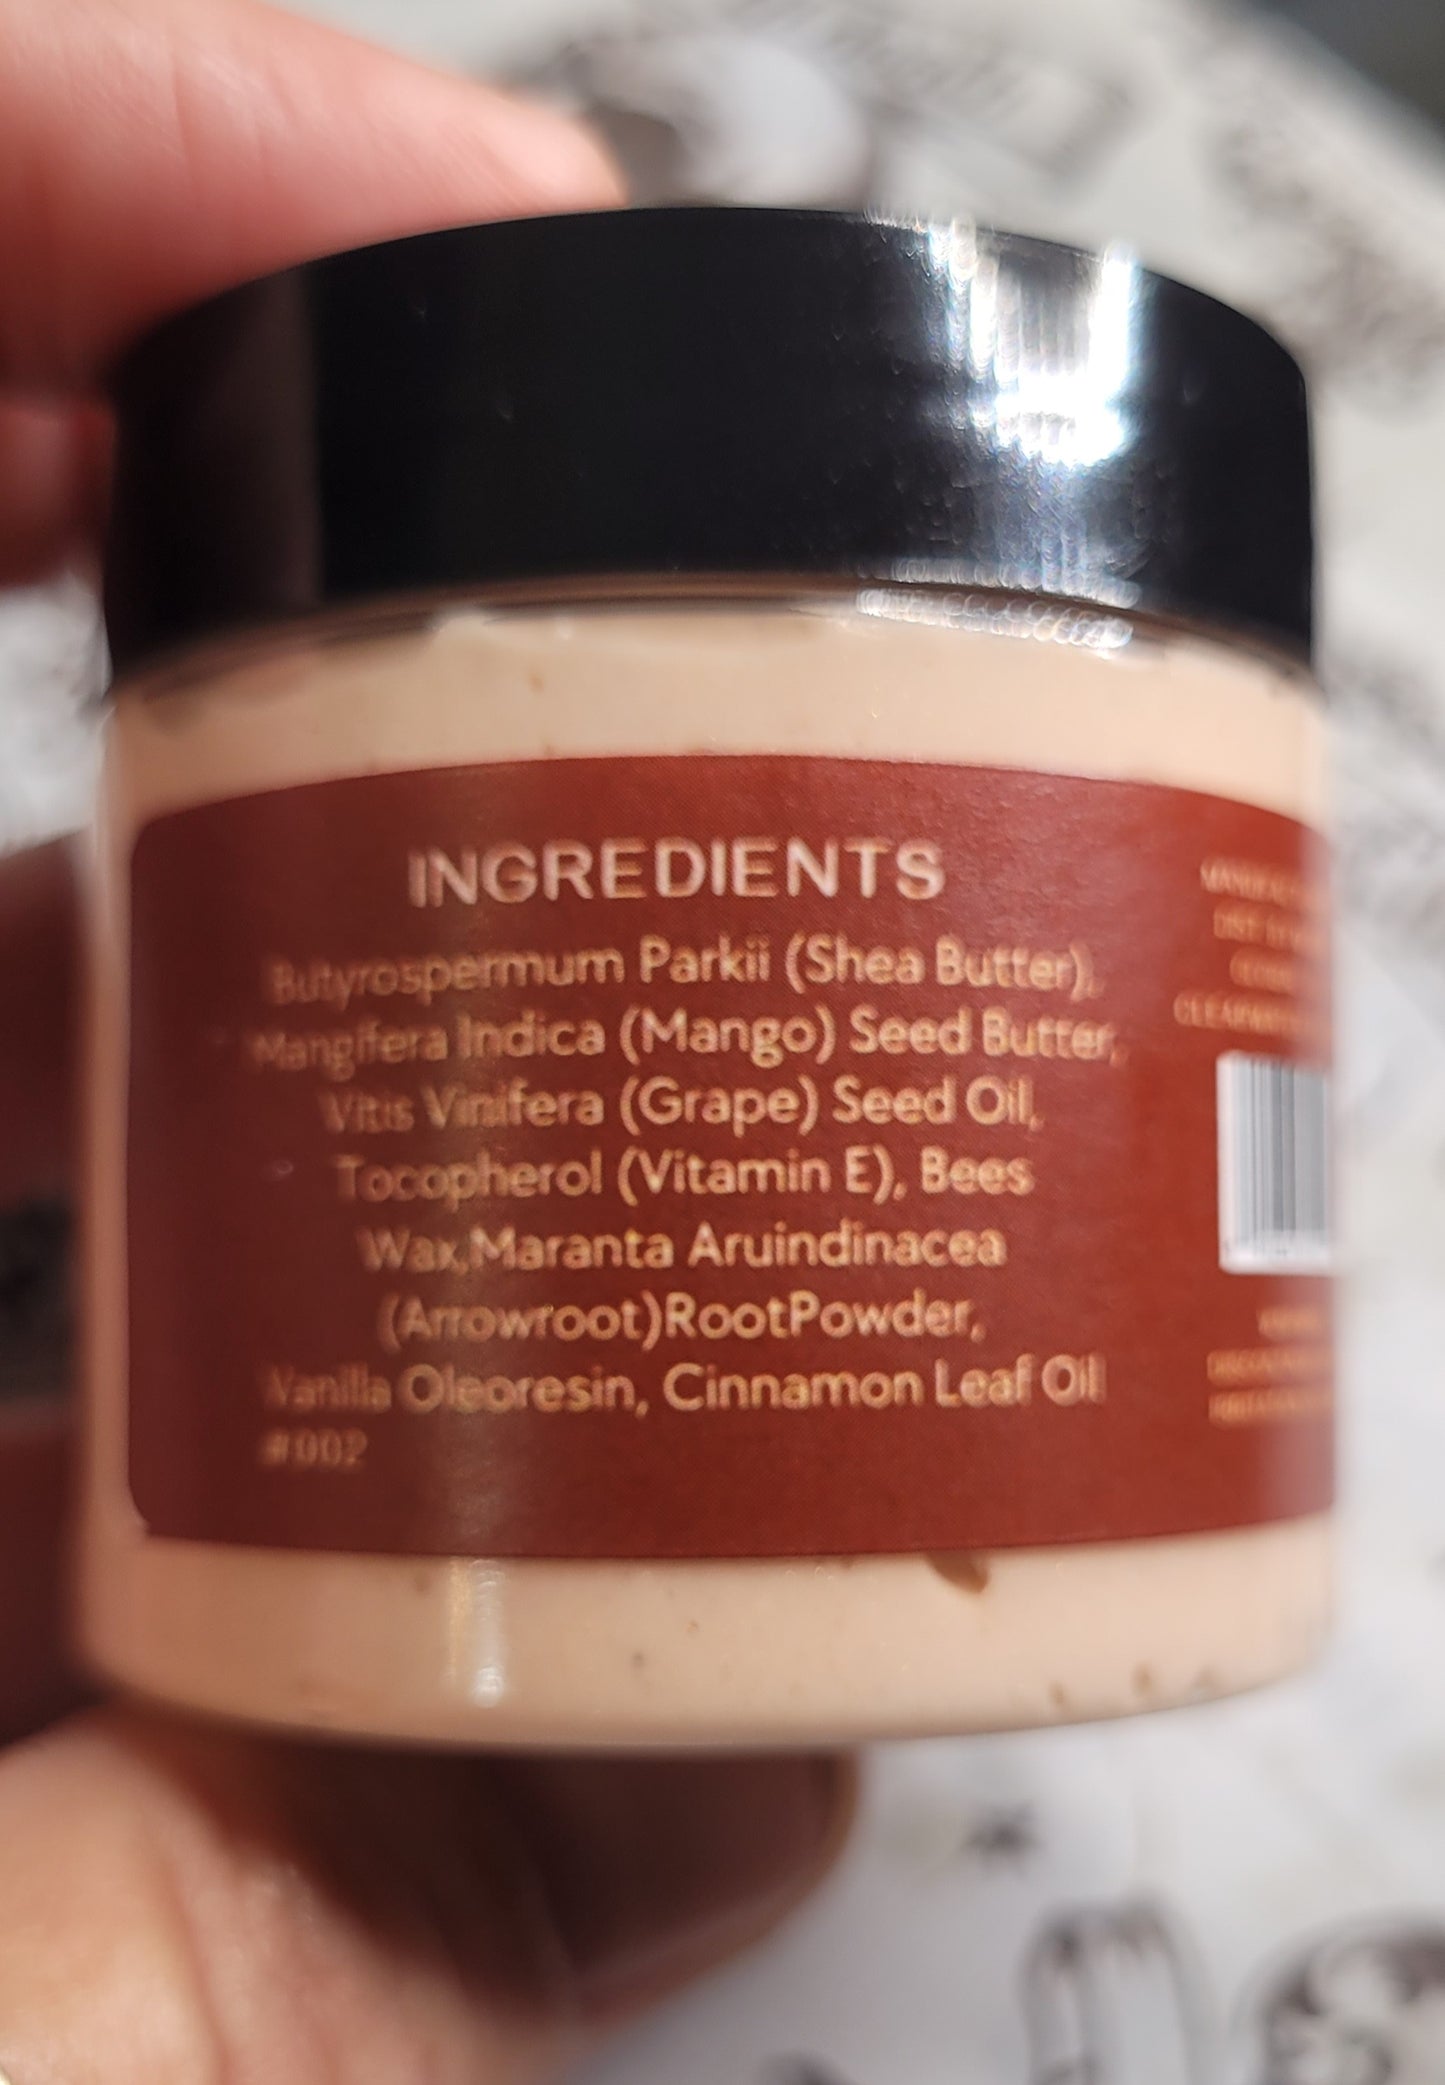 INGREDIENTS
Butyrospermum Parkii (Shea Butter),
Mangifera Indica (Mango) Seed Butter,
Vitis Vinifera (Grape) Seed Oil,
Tocopherol (Vitamin E), Bees
Wax,Maranta Aruindinacea
(Arrowroot)RootPowder,
Vanilla Oleoresin, Cinnamon Leaf Oil
#002